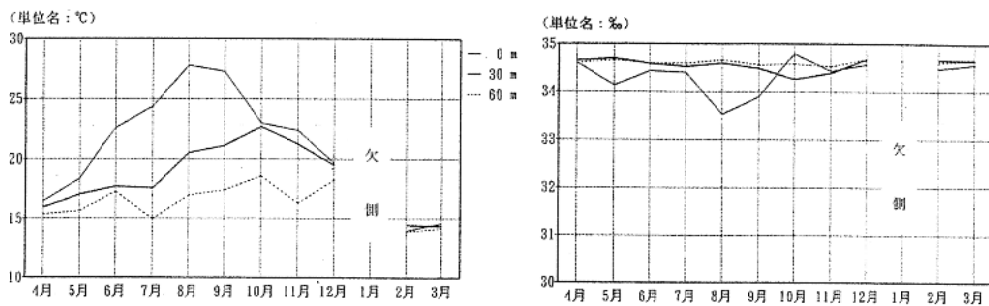 (単位名:℃)
30
25
20
15
10
4月 5月 6月 7月 8月 9月 10月 11月 12月 1月 2月 3月
欠
側
0 m
30 m
60 m
(単位名:‰)
35
34
33
32
31
30
4月 5月 6月 7月 8月 9月 10月 11月 12月 1月 2月 3月
欠
側